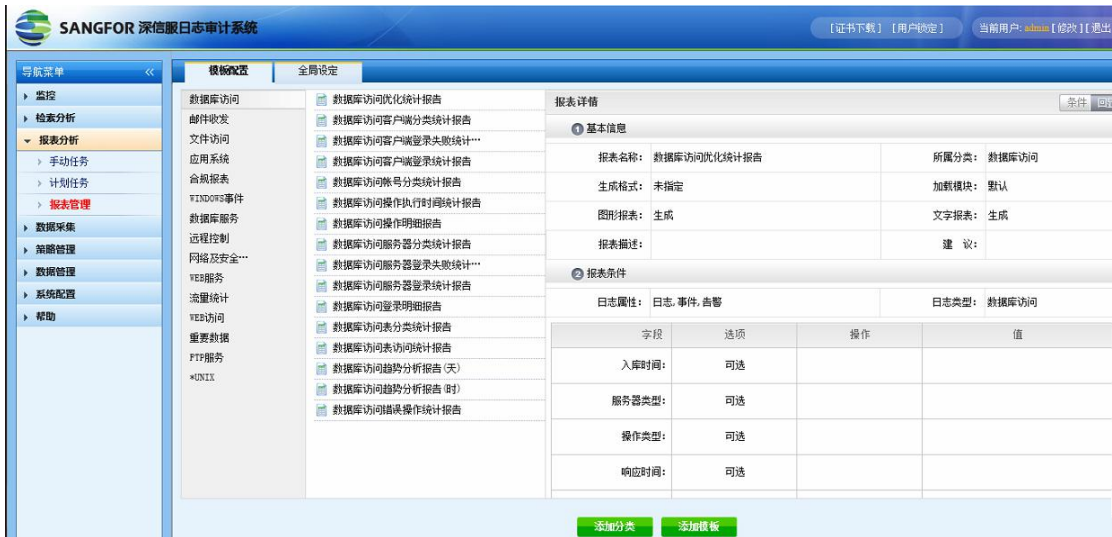 SANGFOR 深信服日志审计系统
[证书下载] [用户锁定] 当前用户: admin [修改] [退出
导航菜单 «
监控
检索分析
报表分析
手动任务
计划任务
报表管理
数据采集
策略管理
数据管理
系统配置
帮助
模板配置 全局设定
数据库访问
邮件收发
文件访问
应用系统
合规报表
WINDOWS事件
数据库服务
远程控制
网络及安全…
WEB服务
流量统计
WEB访问
重要数据
FTP服务
*UNIX
数据库访问优化统计报告
数据库访问客户端分类统计报告
数据库访问客户端登录失败统计…
数据库访问客户端登录统计报告
数据库访问帐号分类统计报告
数据库访问操作执行时间统计报告
数据库访问操作明细报告
数据库访问服务器分类统计报告
数据库访问服务器登录失败统计…
数据库访问服务器登录统计报告
数据库访问登录明细报告
数据库访问表分类统计报告
数据库访问表访问统计报告
数据库访问趋势分析报告(天)
数据库访问趋势分析报告(时)
数据库访问错误操作统计报告
报表详情 条件
1 基本信息
报表名称: 数据库访问优化统计报告 所属分类: 数据库访问
生成格式: 未指定 加载模块: 默认
图形报表: 生成 文字报表: 生成
报表描述: 建 议:
2 报表条件
日志属性: 日志,事件,告警 日志类型: 数据库访问
字段 选项 操作 值
入库时间: 可选
服务器类型: 可选
操作类型: 可选
响应时间: 可选
添加分类 添加模板